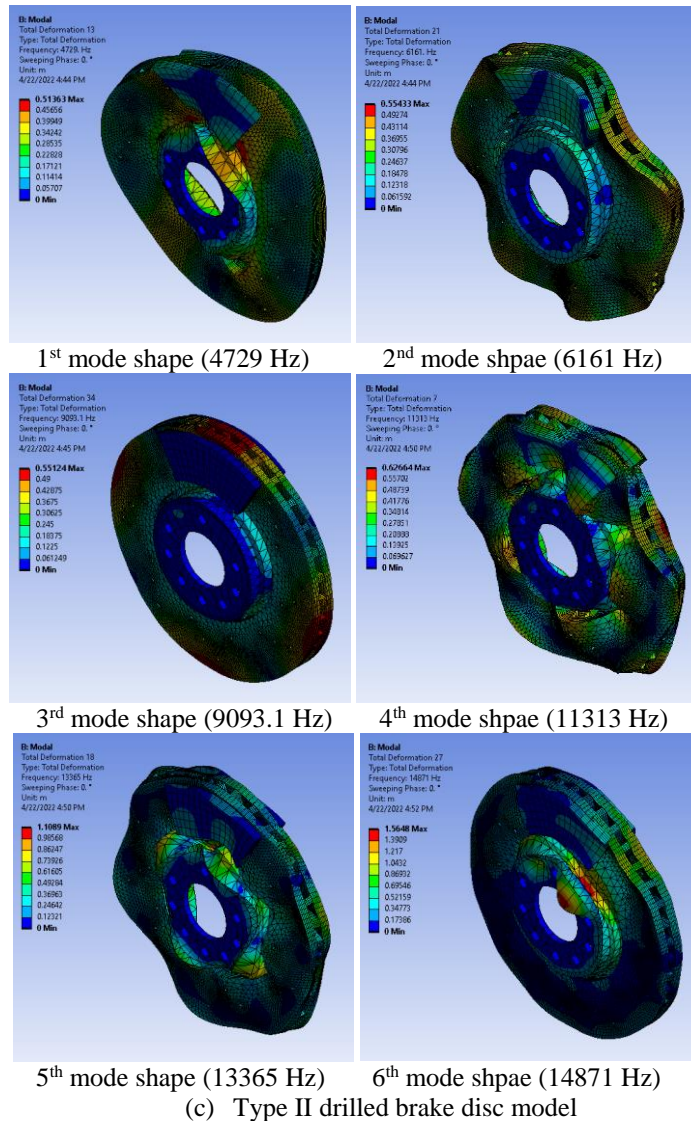 B: Modal
Total Deformation 13
Type: Total Deformation
Frequency: 4729. Hz
Sweeping Phase: 0. °
Unit: m
4/22/2022 4:44 PM
0.51363 Max
0.45656
0.39949
0.34242
0.28535
0.22828
0.17121
0.11414
0.05707
0 Min
1st mode shape (4729 Hz)
B: Modal
Total Deformation 21
Type: Total Deformation
Frequency: 6161. Hz
Sweeping Phase: 0. °
Unit: m
4/22/2022 4:44 PM
0.55433 Max
0.49274
0.43114
0.36955
0.30796
0.24637
0.18478
0.12318
0.061592
0 Min
2nd mode shpae (6161 Hz)
B: Modal
Total Deformation 34
Type: Total Deformation
Frequency: 9093.1 Hz
Sweeping Phase: 0. °
Unit: m
4/22/2022 4:45 PM
0.55124 Max
0.49
0.42875
0.3675
0.30625
0.245
0.18375
0.1225
0.061249
0 Min
3rd mode shape (9093.1 Hz)
B: Modal
Total Deformation 7
Type: Total Deformation
Frequency: 11313 Hz
Sweeping Phase: 0. °
Unit: m
4/22/2022 4:50 PM
0.62664 Max
0.55702
0.48739
0.41776
0.34814
0.27851
0.20888
0.13925
0.069627
0 Min
4th mode shpae (11313 Hz)
B: Modal
Total Deformation 18
Type: Total Deformation
Frequency: 13365 Hz
Sweeping Phase: 0. °
Unit: m
4/22/2022 4:50 PM
1.1089 Max
0.98568
0.86247
0.73926
0.61605
0.49284
0.36963
0.24642
0.12321
0 Min
5th mode shape (13365 Hz)
B: Modal
Total Deformation 27
Type: Total Deformation
Frequency: 14871 Hz
Sweeping Phase: 0. °
Unit: m
4/22/2022 4:52 PM
1.5648 Max
1.3909
1.217
1.0432
0.86932
0.69546
0.52159
0.34773
0.17386
0 Min
6th mode shpae (14871 Hz)
(c) Type II drilled brake disc model